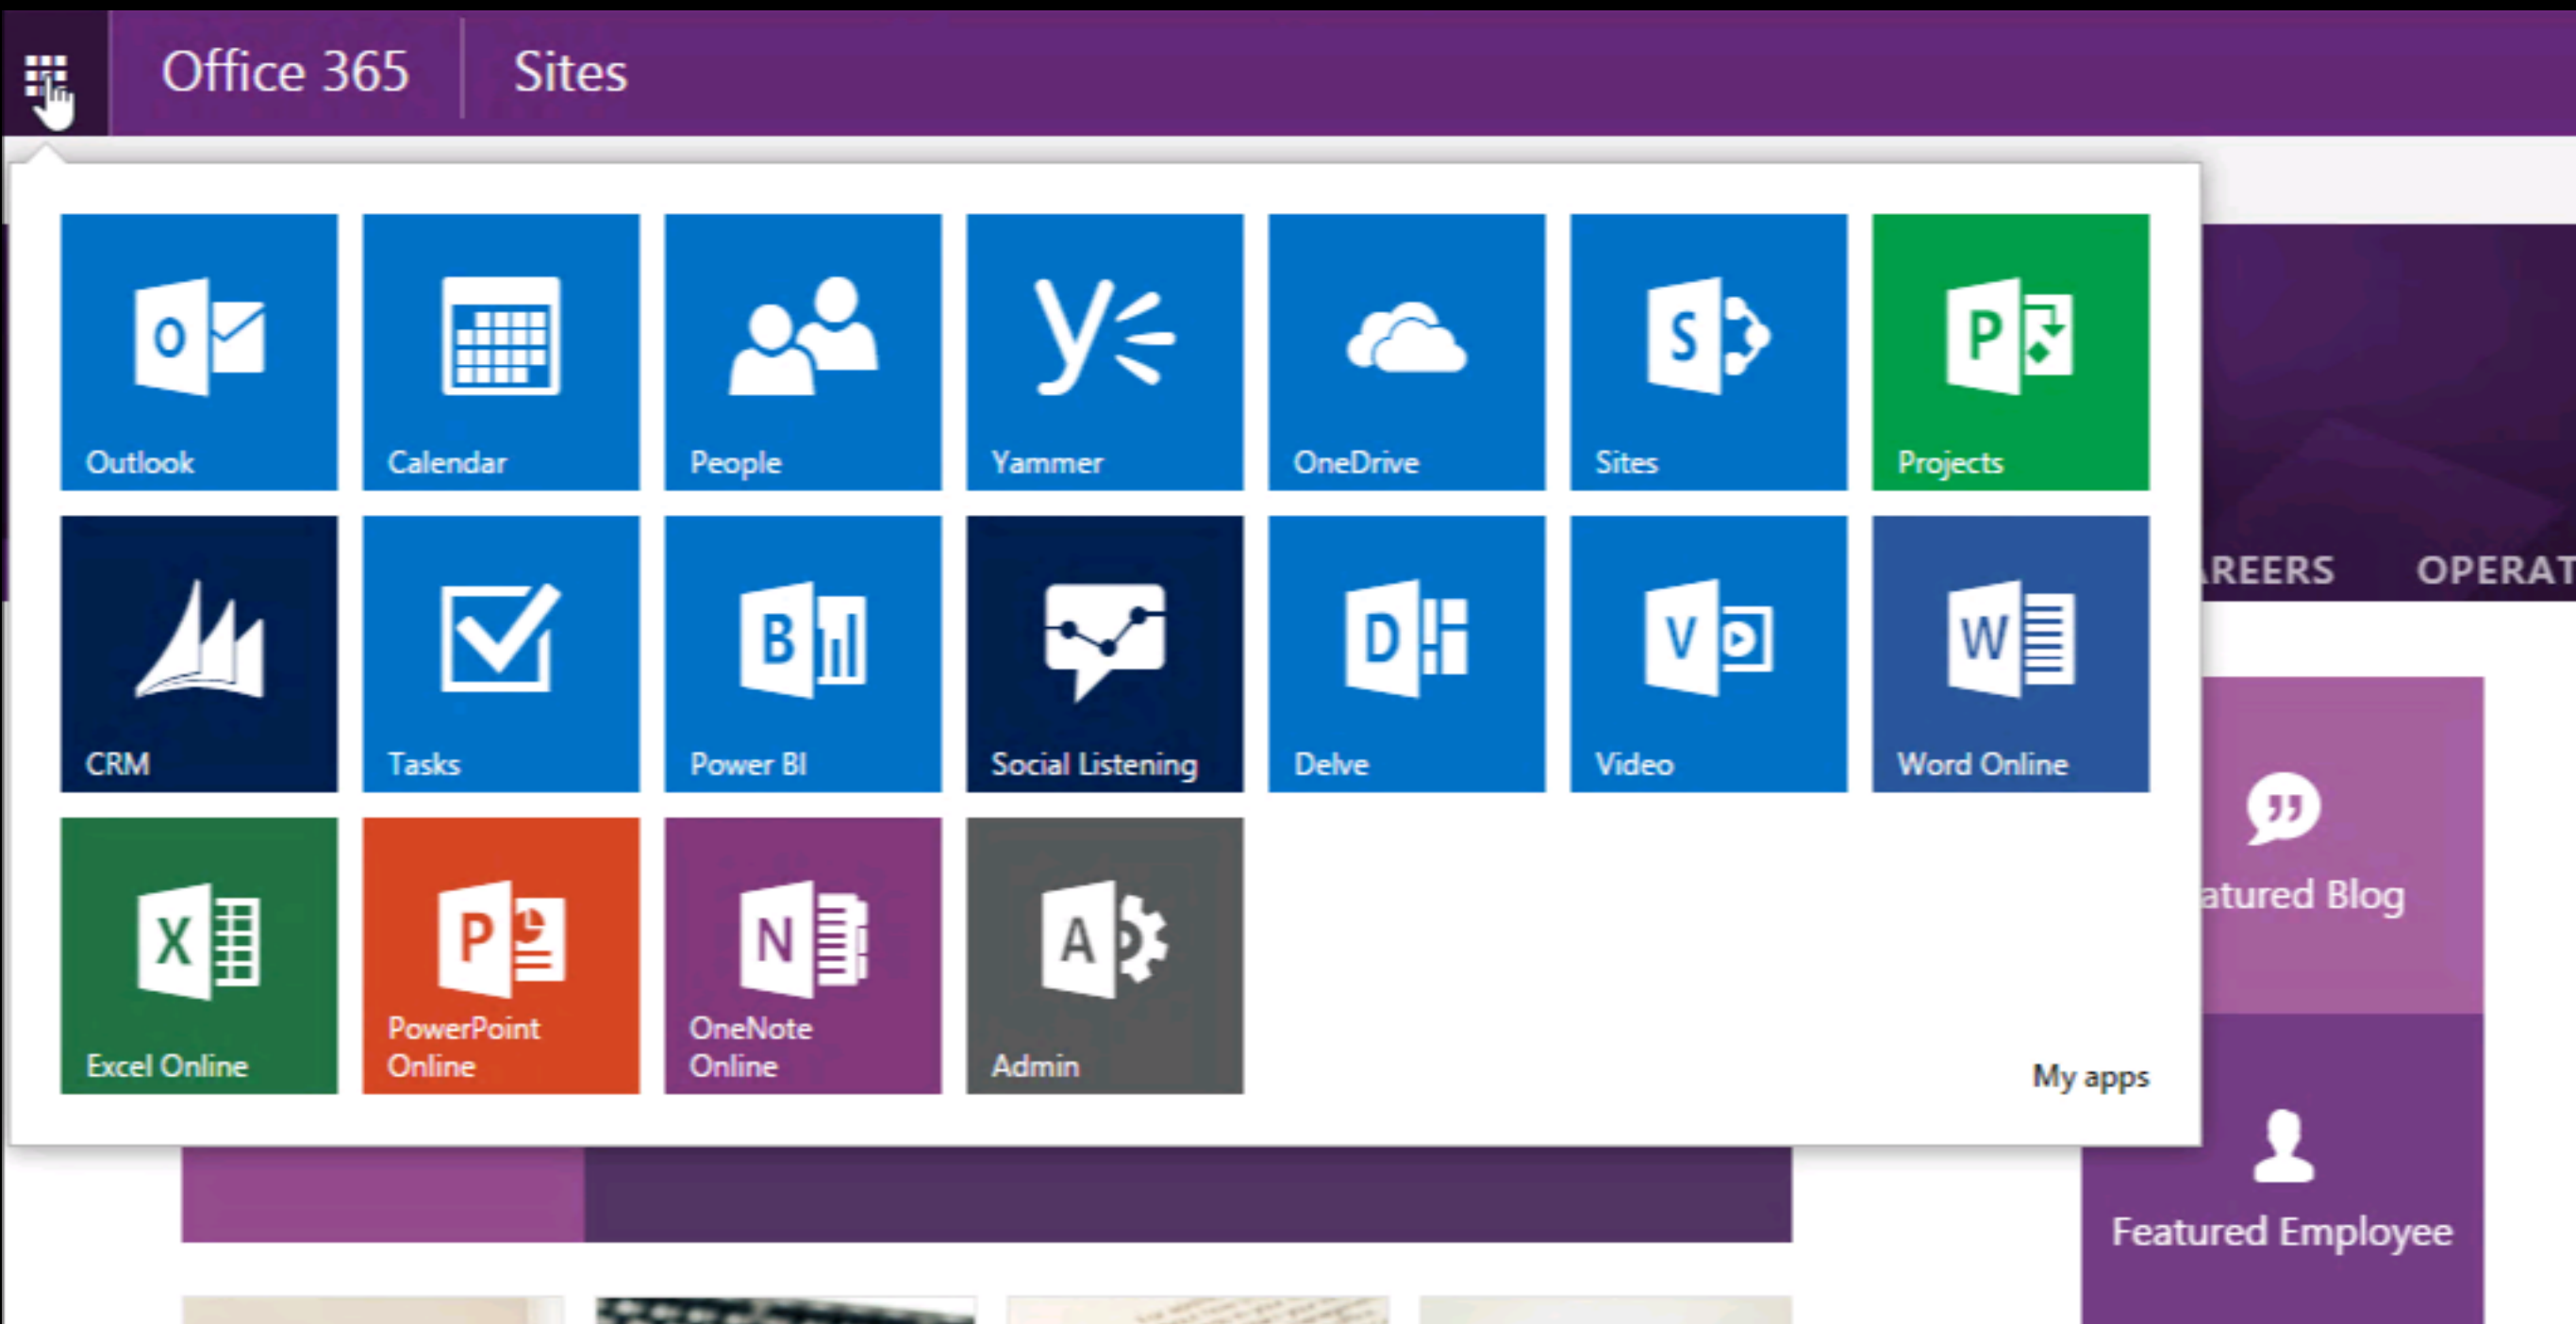 Office 365
Sites
Outlook
Calendar
People
Yammer
OneDrive
Sites
Projects
CRM
Tasks
Power BI
Social Listening
Delve
Video
Word Online
AREERS
OPERAT
Excel Online
PowerPoint
Online
OneNote
Online
Admin
My apps
atured Blog
Featured Employee